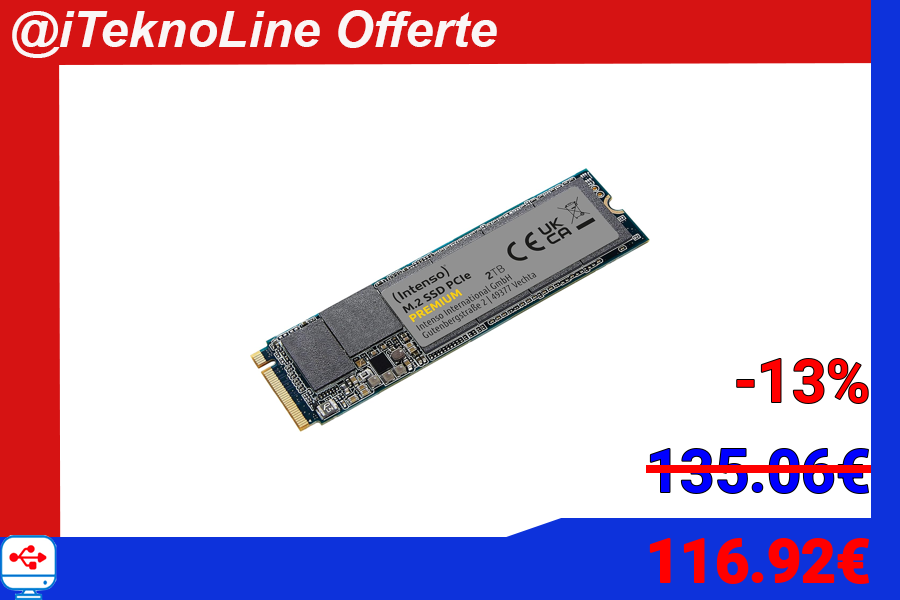 @iTeknoLine Offerte
(intenso)
M.2 SSD PCIe
2TB
PREMIUM
Intenso International GmbH
Gutenbergstraße 2 | 49377 Vechta
CE
UK
CA
-13%
135.06€
116.92€